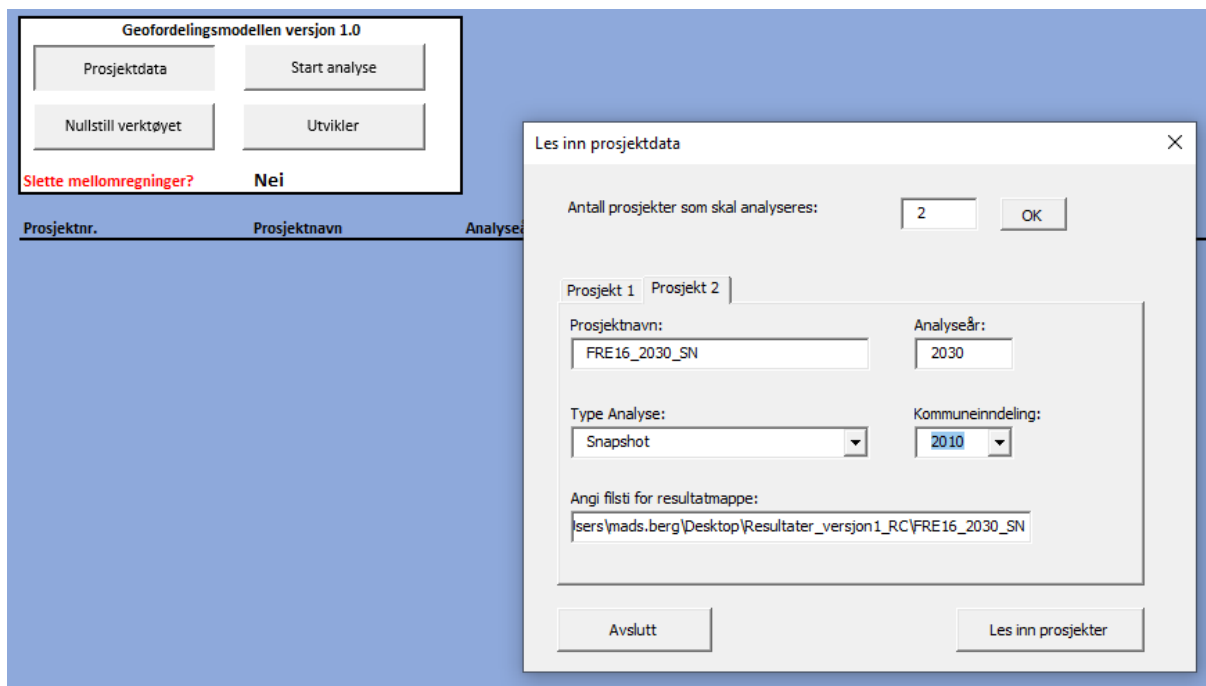 Geofordelingsmodellen versjon 1.0
Prosjektdata
Start analyse
Nullstill verktøyet
Utvikler
Slette mellomregninger?
Nei
Prosjektnr.
Prosjektnavn
Les inn prosjektdata
Antall prosjekter som skal analyseres:
2
OK
Prosjekt 1
Prosjekt 2
Prosjektnavn:
Analyseår:
FRE16_2030_SN
2030
Type Analyse:
Kommuneinndeling:
Snapshot
2010
Angi filsti for resultatmappe:
sers\mads.berg\Desktop\Resultater_versjon1_RC\FRE16_2030_SN
Avslutt
Les inn prosjekter